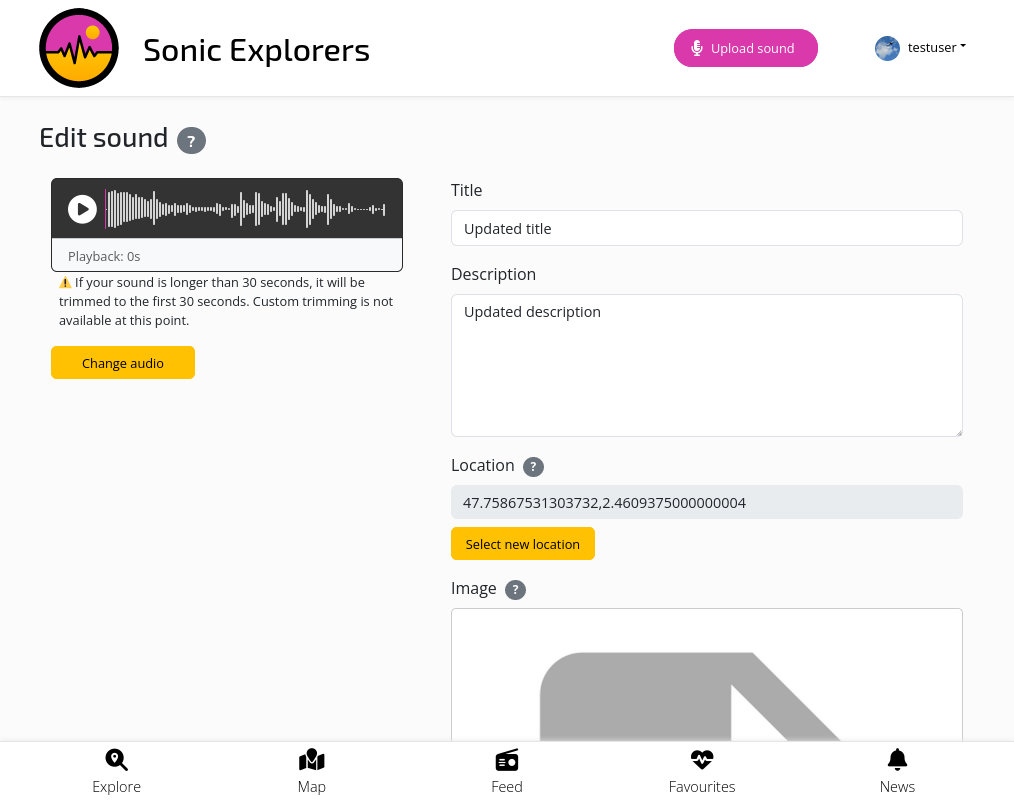 Sonic Explorers
Upload sound
testuser
Edit sound ?
Playback: 0s
If your sound is longer than 30 seconds, it will be
trimmed to the first 30 seconds. Custom trimming is not
available at this point.
Change audio
Title
Updated title
Description
Updated description
Location ?
47.75867531303732,2.4609375000000004
Select new location
Image ?
Explore
Map
Feed
Favourites
News